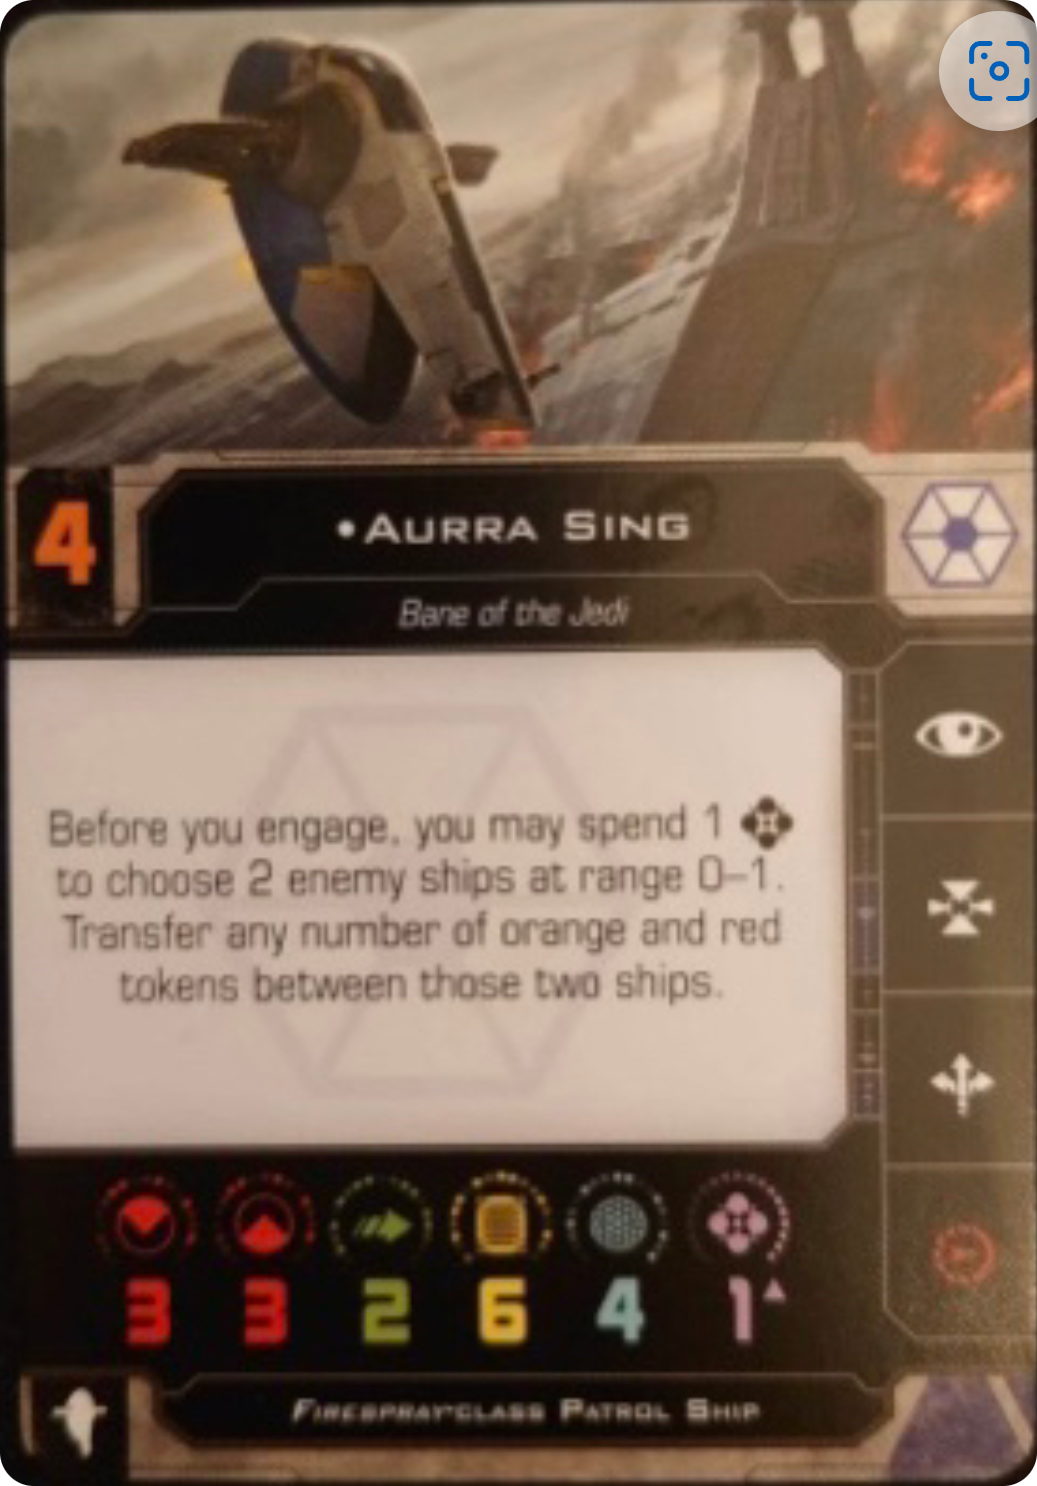 4
•AURRA SING
Bane of the Jedi
Before you engage, you may spend 1
to choose 2 enemy ships at range 0–1.
Transfer any number of orange and red
tokens between those two ships.
3 3 2 6 4 1
FIRESPRAY-CLASS PATROL SHIP